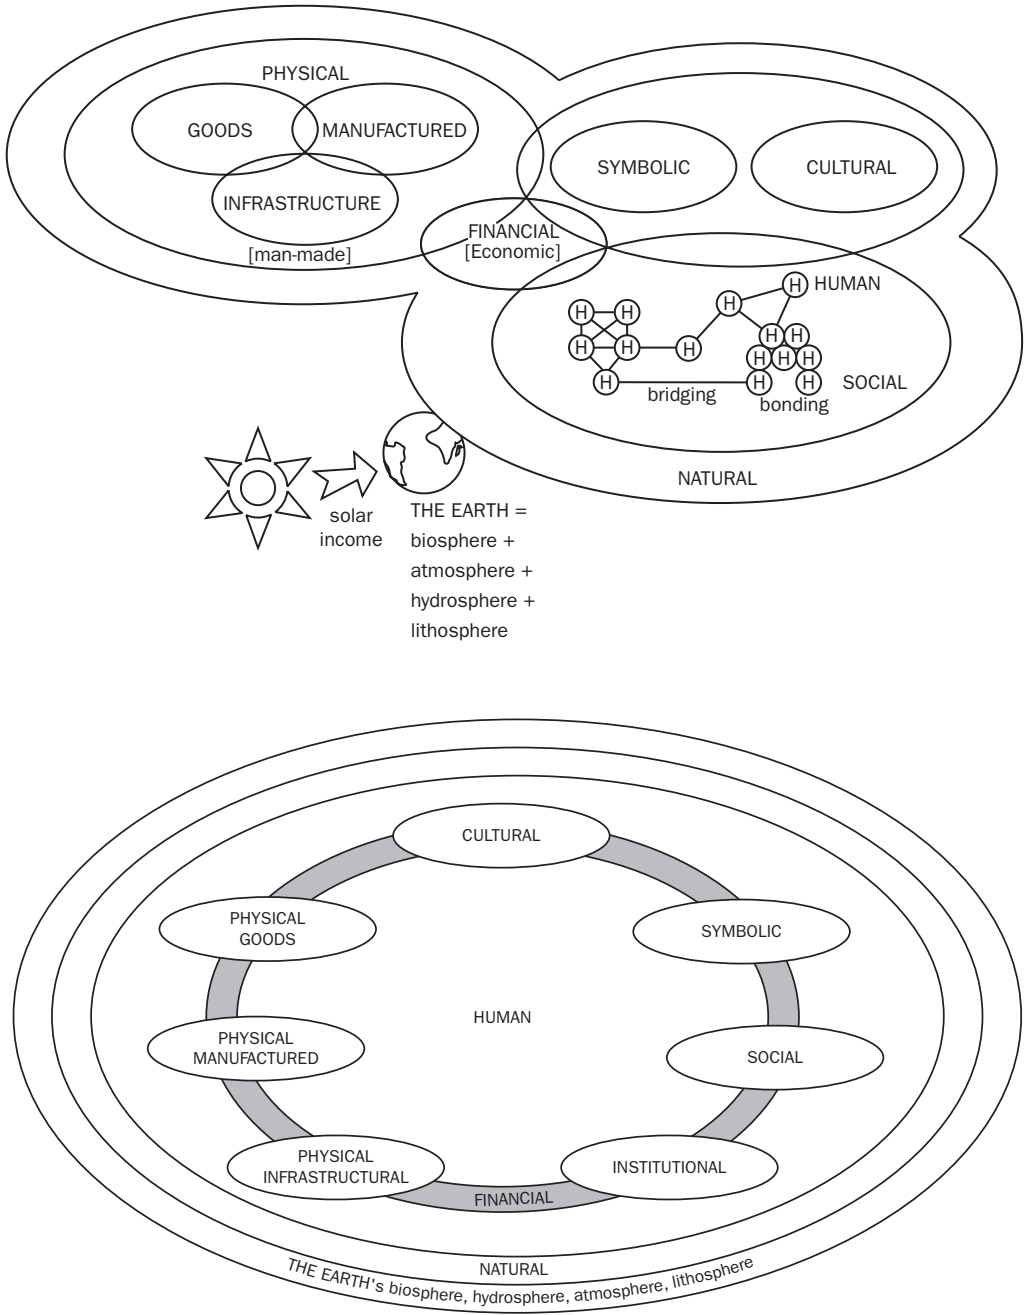 PHYSICAL
GOODS
MANUFACTURED
INFRASTRUCTURE
[man-made]
SYMBOLIC
CULTURAL
FINANCIAL
[Economic]
H HUMAN
H
H H
H H
H H H
H H H
H H H SOCIAL
bridging
bonding
NATURAL
solar
income
THE EARTH =
biosphere +
atmosphere +
hydrosphere +
lithosphere
CULTURAL
PHYSICAL
GOODS
SYMBOLIC
HUMAN
PHYSICAL
MANUFACTURED
SOCIAL
PHYSICAL
INFRASTRUCTURAL
INSTITUTIONAL
FINANCIAL
NATURAL
THE EARTH's biosphere, hydrosphere, atmosphere, lithosphere